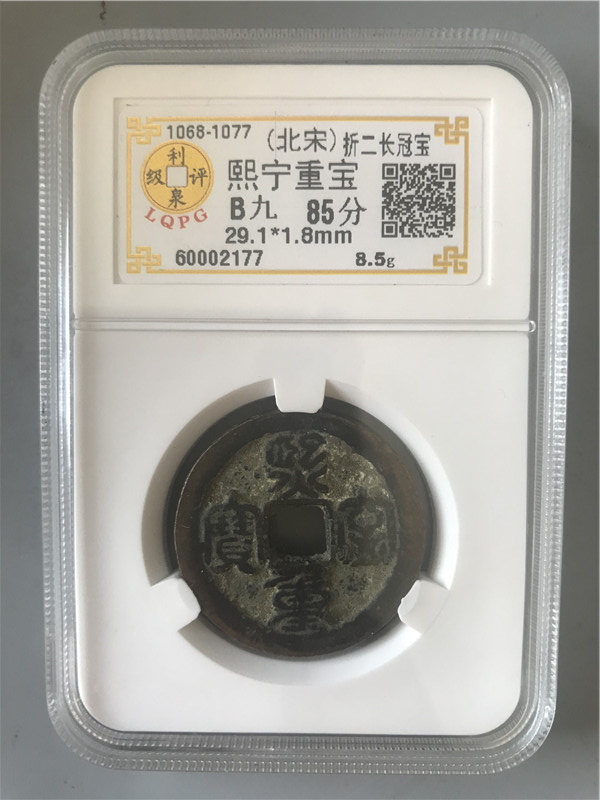 1068-1077 (北宋) 折二长冠宝
利泉评级
LQPG
熙宁重宝
B九 85分
29.1*1.8mm
60002177 8.5g
熙寧重寳